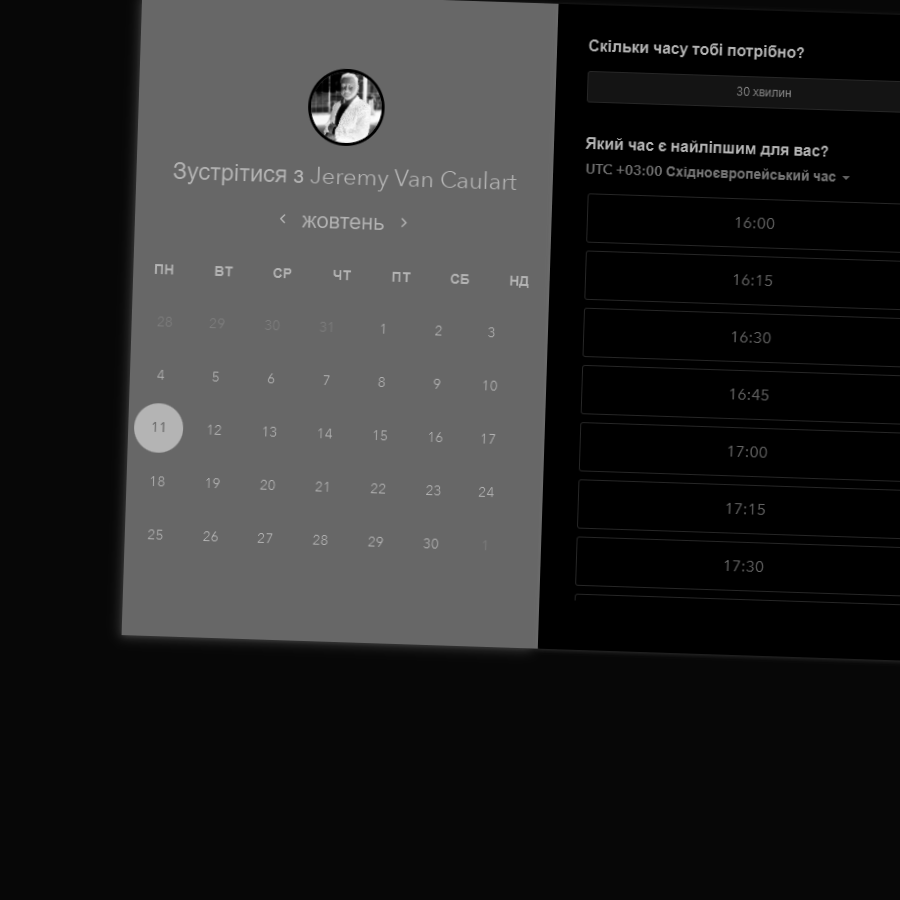 Зустрітися з Jeremy Van Caulart
жовтень
ПН ВТ СР ЧТ ПТ СБ НД
28 29 30 31 1 2 3
4 5 6 7 8 9 10
11 12 13 14 15 16 17
18 19 20 21 22 23 24
25 26 27 28 29 30 1
Скільки часу тобі потрібно?
30 хвилин
Який час є найліпшим для вас?
UTC +03:00 Східноєвропейський час
16:00
16:15
16:30
16:45
17:00
17:15
17:30